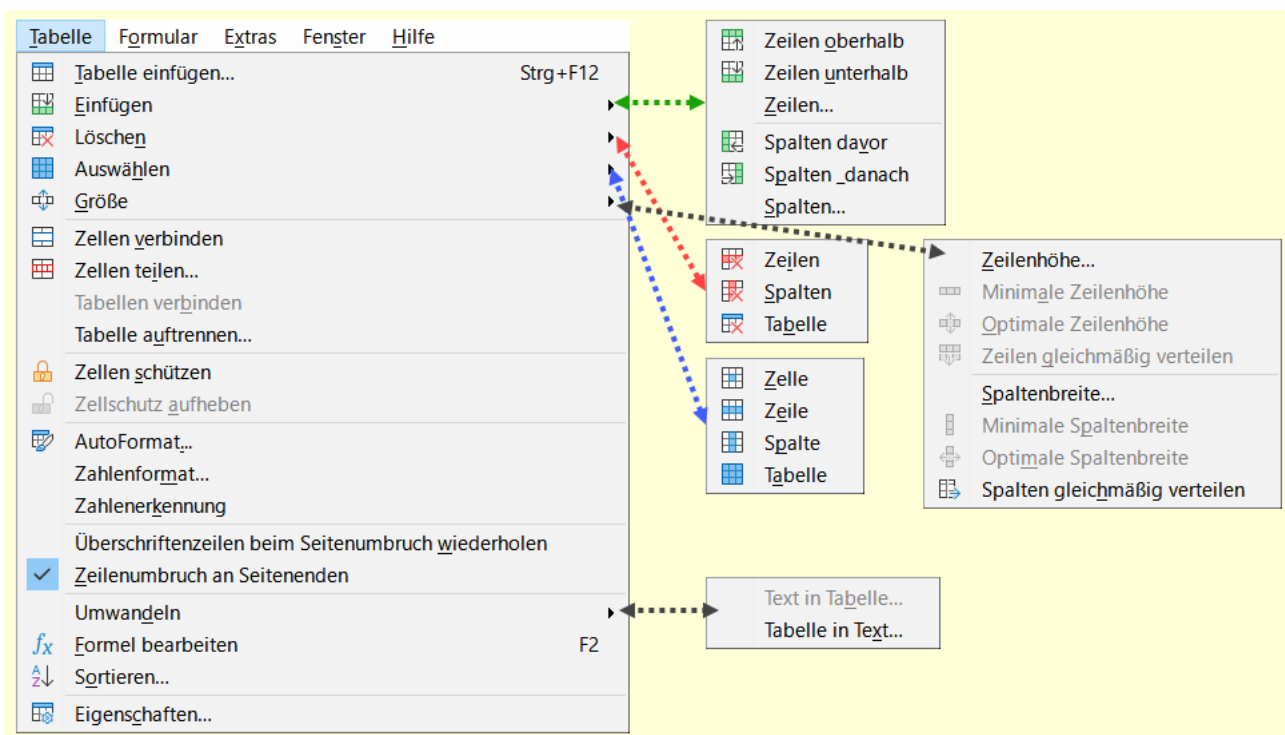 Tabelle Formular Extras Fenster Hilfe
Tabelle einfügen... Strg+F12
Einfügen
Löschen
Auswählen
Größe
Zellen verbinden
Zellen teilen...
Tabellen verbinden
Tabelle auftrennen...
Zellen schützen
Zellschutz aufheben
AutoFormat...
Zahlenformat...
Zahlenerkennung
Überschriftenzeilen beim Seitenumbruch wiederholen
Zeilenumbruch an Seitenenden
Umwandeln
Formel bearbeiten F2
Sortieren...
Eigenschaften...
Zeilen oberhalb
Zeilen unterhalb
Zeilen...
Spalten davor
Spalten _danach
Spalten...
Zeilen
Spalten
Tabelle
Zelle
Zeile
Spalte
Tabelle
Zeilenhöhe...
Minimale Zeilenhöhe
Optimale Zeilenhöhe
Zeilen gleichmäßig verteilen
Spaltenbreite...
Minimale Spaltenbreite
Optimale Spaltenbreite
Spalten gleichmäßig verteilen
Text in Tabelle...
Tabelle in Text...